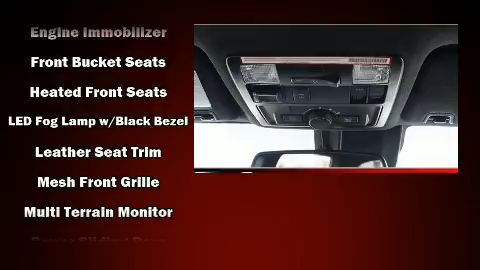 Engine Immobilizer
Front Bucket Seats
Heated Front Seats
LED Fog Lamp w/Black Bezel
Leather Seat Trim
Mesh Front Grille
Multi Terrain Monitor